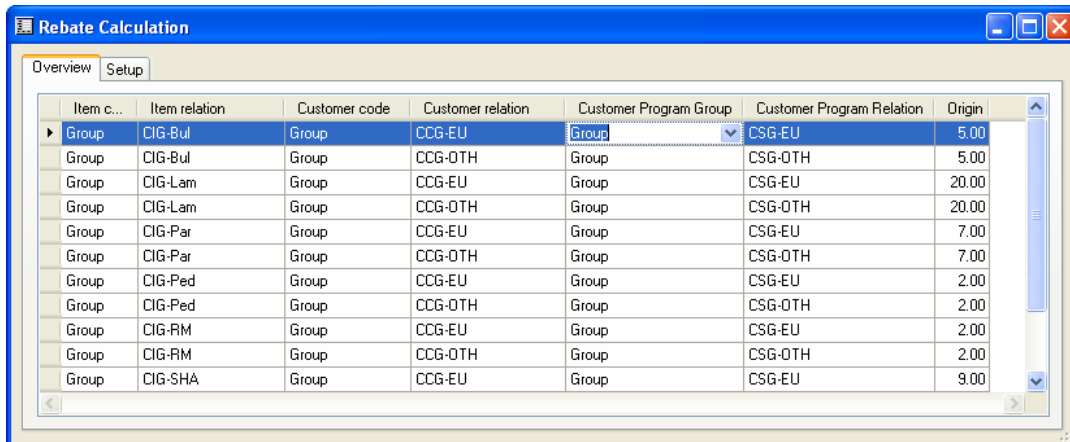 Rebate Calculation
Overview Setup
Item c... Item relation Customer code Customer relation Customer Program Group Customer Program Relation Origin
Group CIG-Bul Group CCG-EU Group CSG-EU 5.00
Group CIG-Bul Group CCG-OTH Group CSG-OTH 5.00
Group CIG-Lam Group CCG-EU Group CSG-EU 20.00
Group CIG-Lam Group CCG-OTH Group CSG-OTH 20.00
Group CIG-Par Group CCG-EU Group CSG-EU 7.00
Group CIG-Par Group CCG-OTH Group CSG-OTH 7.00
Group CIG-Ped Group CCG-EU Group CSG-EU 2.00
Group CIG-Ped Group CCG-OTH Group CSG-OTH 2.00
Group CIG-RM Group CCG-EU Group CSG-EU 2.00
Group CIG-RM Group CCG-OTH Group CSG-OTH 2.00
Group CIG-SHA Group CCG-EU Group CSG-EU 9.00